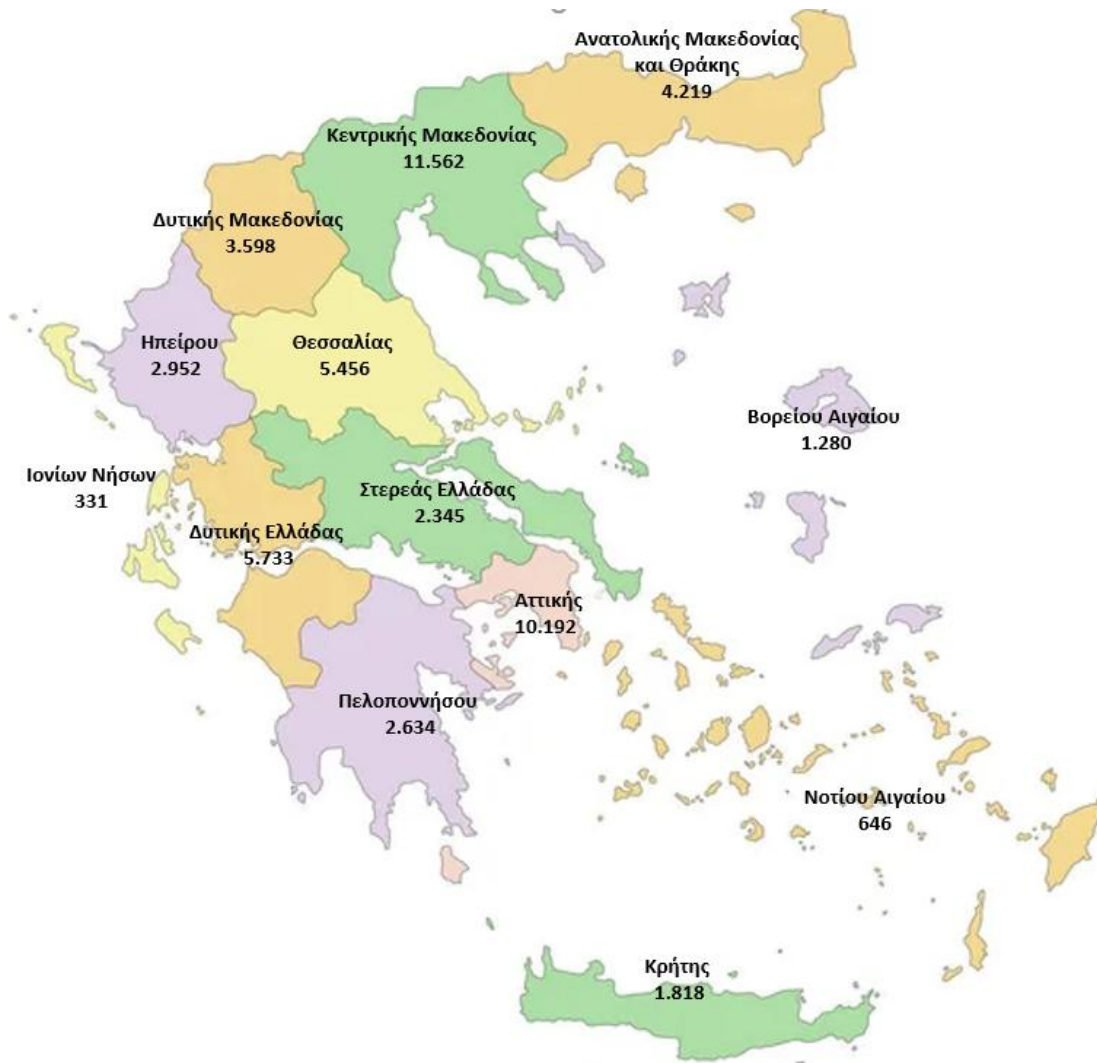 Ανατολικής Μακεδονίας
και Θράκης
4.219
Κεντρικής Μακεδονίας
11.562
Δυτικής Μακεδονίας
3.598
Ηπείρου
2.952
Θεσσαλίας
5.456
Βορείου Αιγαίου
1.280
Ιονίων Νήσων
331
Στερεάς Ελλάδας
2.345
Δυτικής Ελλάδας
5.733
Αττικής
10.192
Πελοποννήσου
2.634
Νοτίου Αιγαίου
646
Κρήτης
1.818